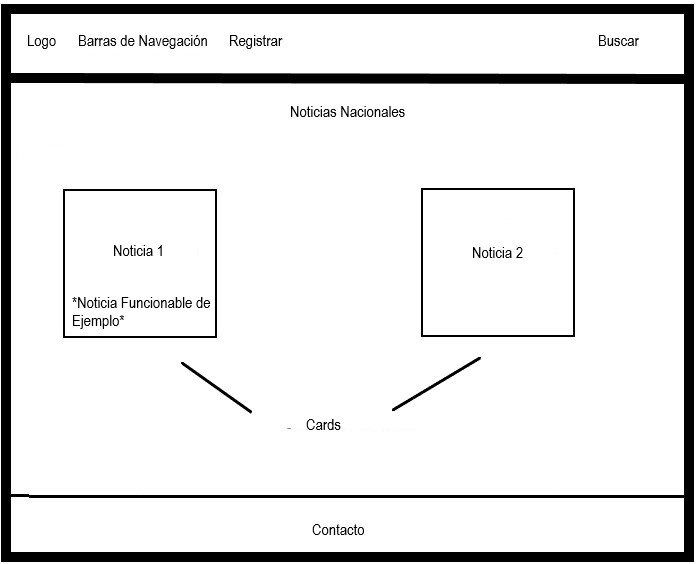 Logo Barras de Navegación Registrar Buscar
Noticias Nacionales
Noticia 1
*Noticia Funcionable de
Ejemplo*
Noticia 2
Cards
Contacto